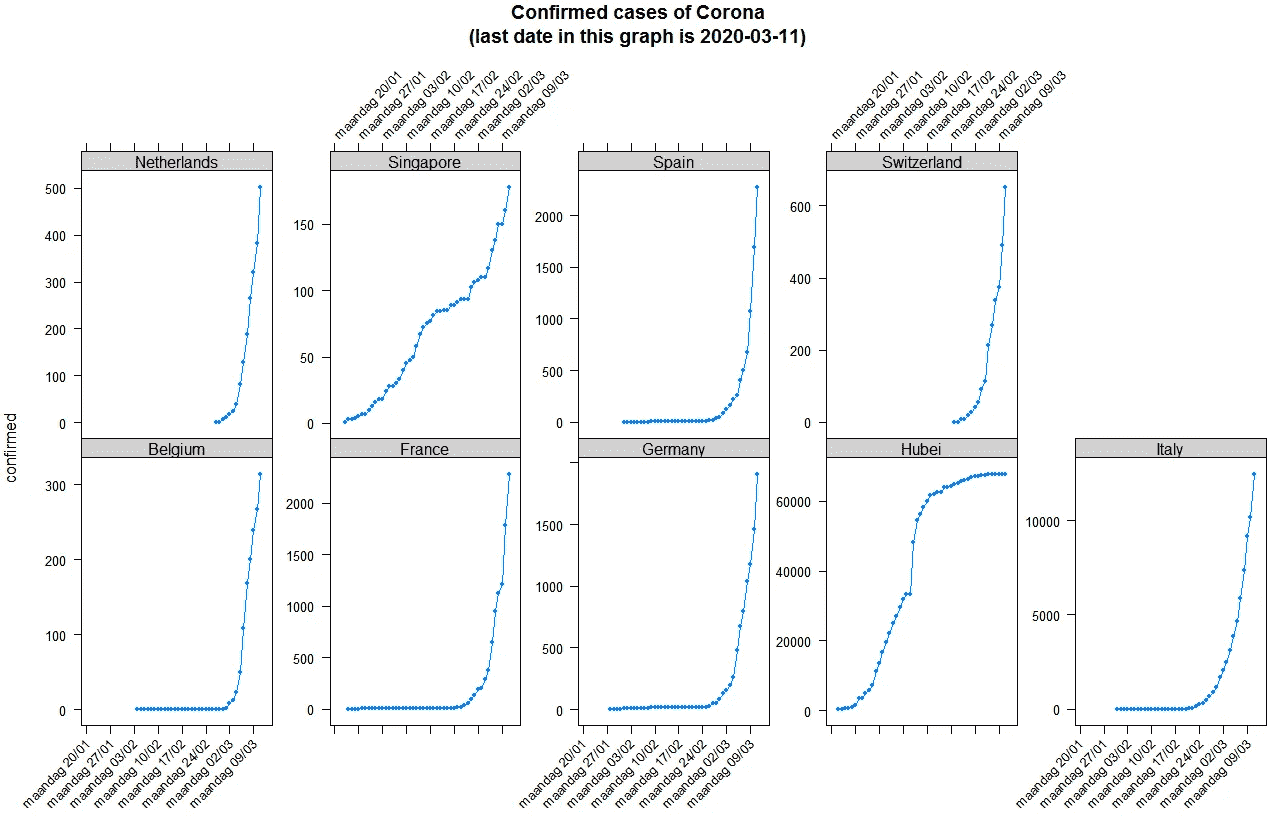 Confirmed cases of Corona
(last date in this graph is 2020-03-11)
maandag 20/01
maandag 27/01
maandag 03/02
maandag 10/02
maandag 17/02
maandag 24/02
maandag 02/03
maandag 09/03
maandag 20/01
maandag 27/01
maandag 03/02
maandag 10/02
maandag 17/02
maandag 24/02
maandag 02/03
maandag 09/03
Netherlands
500
400
300
200
100
0
Singapore
150
100
50
0
Spain
2000
1500
1000
500
0
Switzerland
600
400
200
0
confirmed
Belgium
300
200
100
0
France
2000
1500
1000
500
0
Germany
1500
1000
500
0
Hubei
60000
40000
20000
0
Italy
10000
5000
0
maandag 20/01
maandag 27/01
maandag 03/02
maandag 10/02
maandag 17/02
maandag 24/02
maandag 02/03
maandag 09/03
maandag 20/01
maandag 27/01
maandag 03/02
maandag 10/02
maandag 17/02
maandag 24/02
maandag 02/03
maandag 09/03
maandag 20/01
maandag 27/01
maandag 03/02
maandag 10/02
maandag 17/02
maandag 24/02
maandag 02/03
maandag 09/03